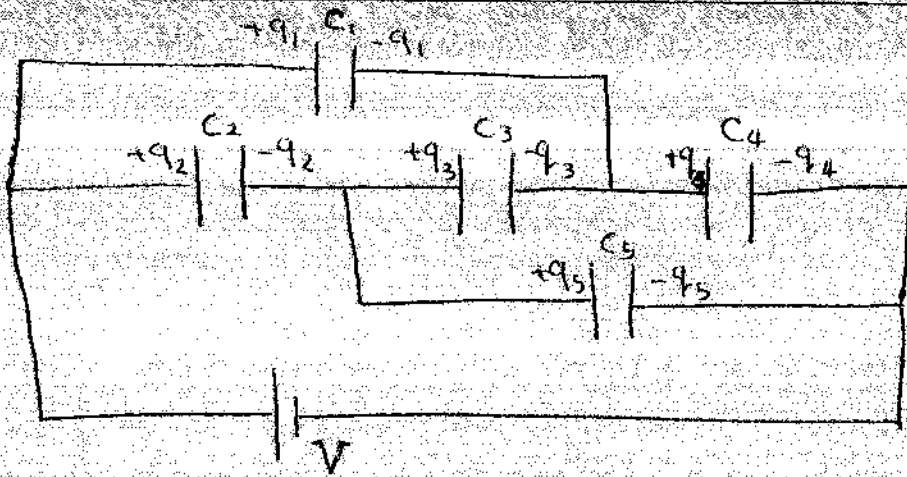 +q₁ C₁ -q₁
C₂ C₃ C₄
+q₂ -q₂ +q₃ -q₃ +q₄ -q₄
C₅
+q₅ -q₅
V